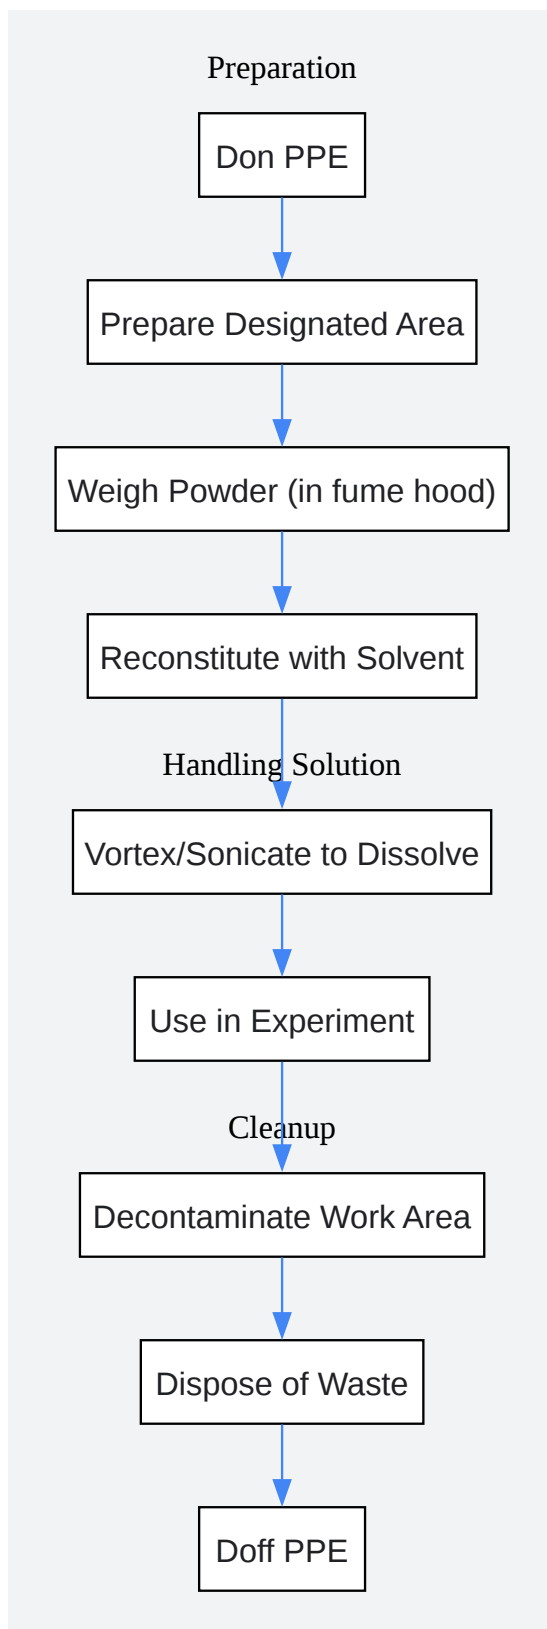 Preparation
Don PPE
Prepare Designated Area
Weigh Powder (in fume hood)
Reconstitute with Solvent
Handling Solution
Vortex/Sonicate to Dissolve
Use in Experiment
Cleanup
Decontaminate Work Area
Dispose of Waste
Doff PPE